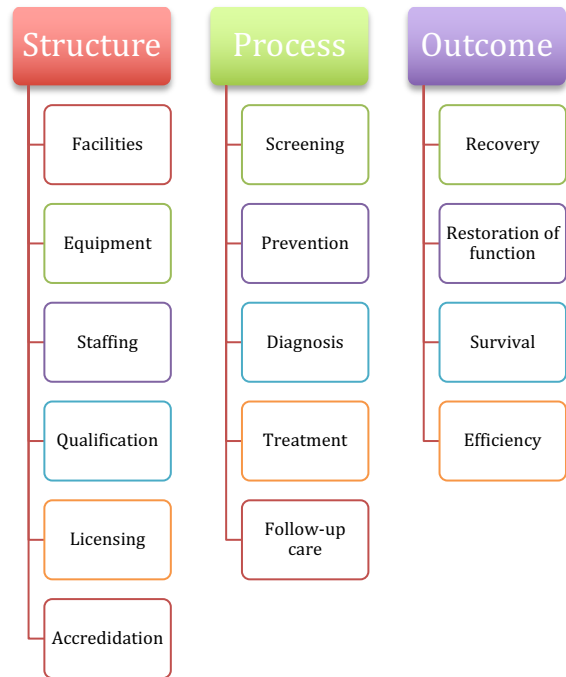 Structure
Facilities
Equipment
Staffing
Qualification
Licensing
Accredidation
Process
Screening
Prevention
Diagnosis
Treatment
Follow-up
care
Outcome
Recovery
Restoration of
function
Survival
Efficiency